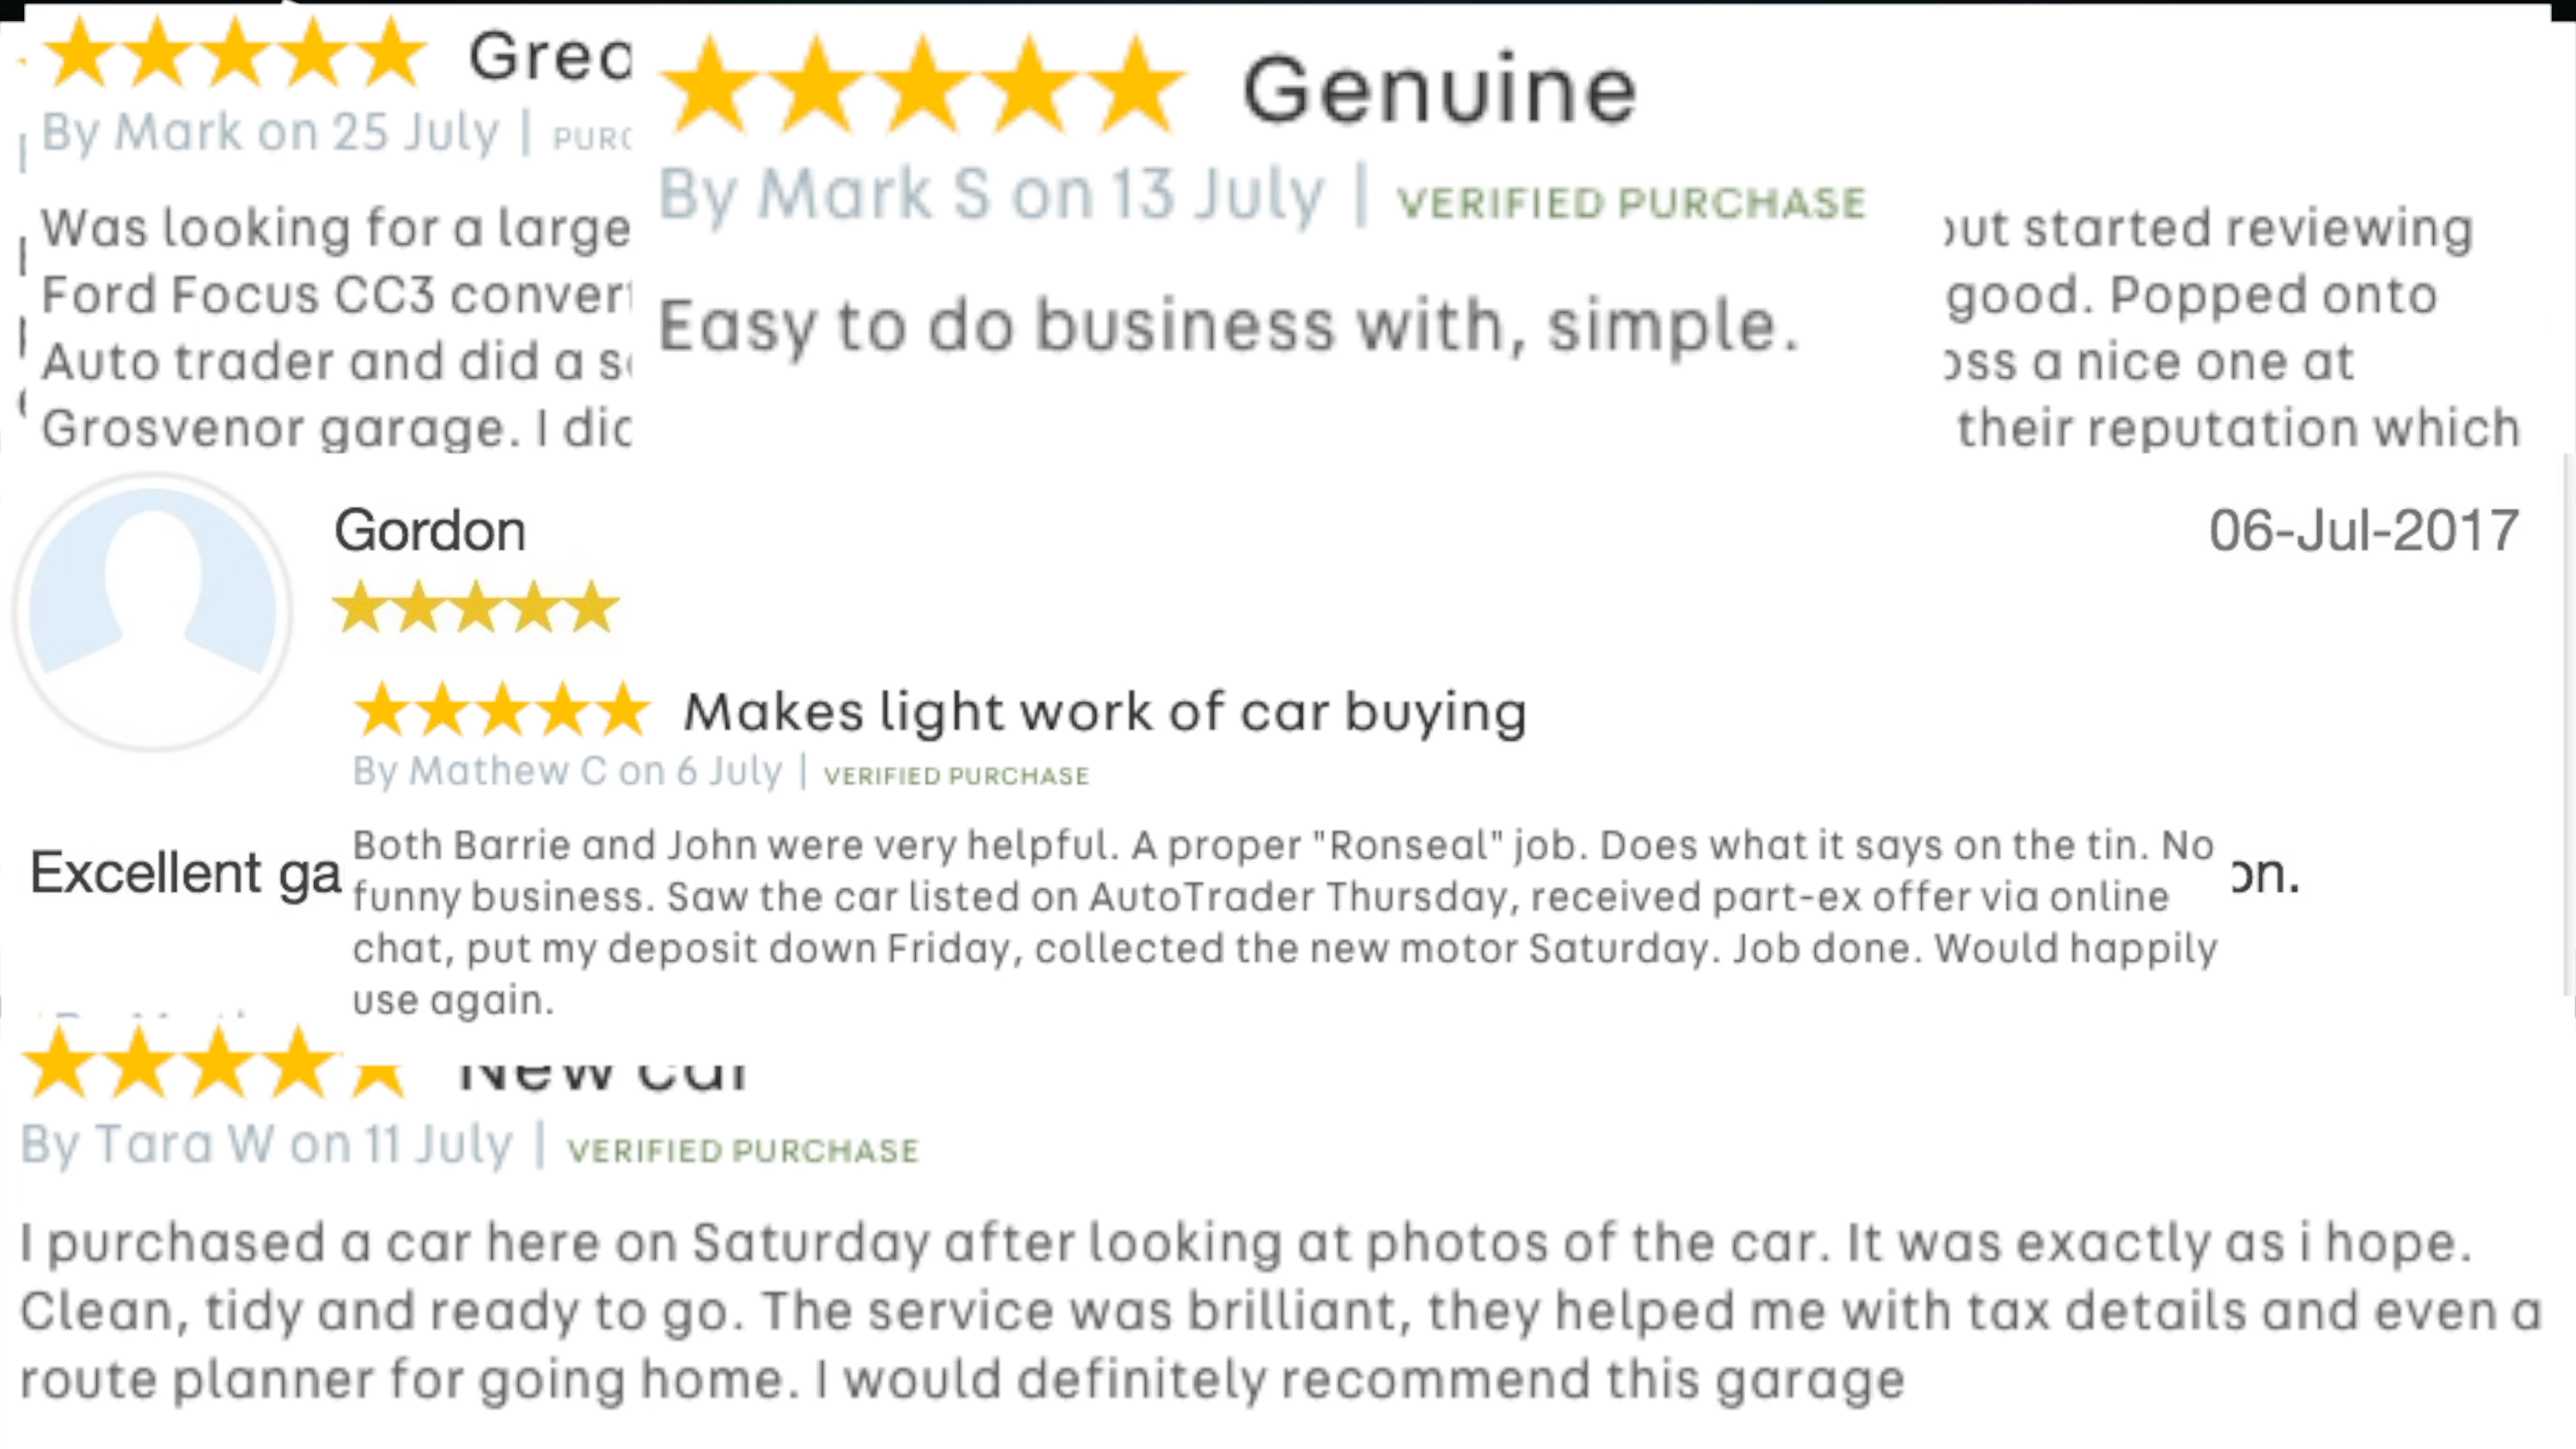 By Mark on 25 July |
Was looking for a large
Ford Focus CC3
Auto trader and did a
Grosvenor garage. I
Genuine
By Mark S on 13 July | VERIFIED PURCHASE
Easy to do business with, simple.
started reviewing
good. Popped onto
a nice one at
their reputation which
Gordon
06-Jul-2017
Makes light work of car buying
By Mathew C on 6 July | VERIFIED PURCHASE
Excellent
Both Barrie and John were very helpful. A proper "Ronseal" job. Does what it says on the tin. No
funny business. Saw the car listed on AutoTrader Thursday, received part-ex offer via online
chat, put my deposit down Friday, collected the new motor Saturday. Job done. Would happily
use again.
New car
By Tara W on 11 July | VERIFIED PURCHASE
I purchased a car here on Saturday after looking at photos of the car. It was exactly as i hope.
Clean, tidy and ready to go. The service was brilliant, they helped me with tax details and even a
route planner for going home. I would definitely recommend this garage